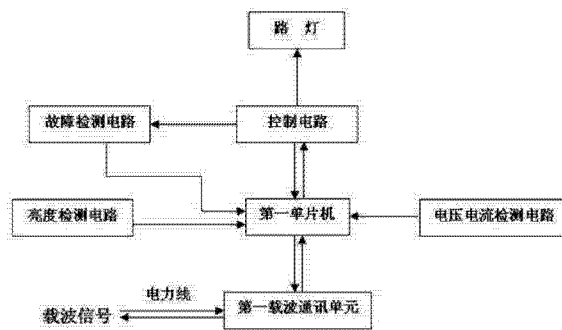 路 灯
故障检测电路
控制电路
亮度检测电路
第一单片机
电压电流检测电路
电力线
载波信号
第一载波通讯单元